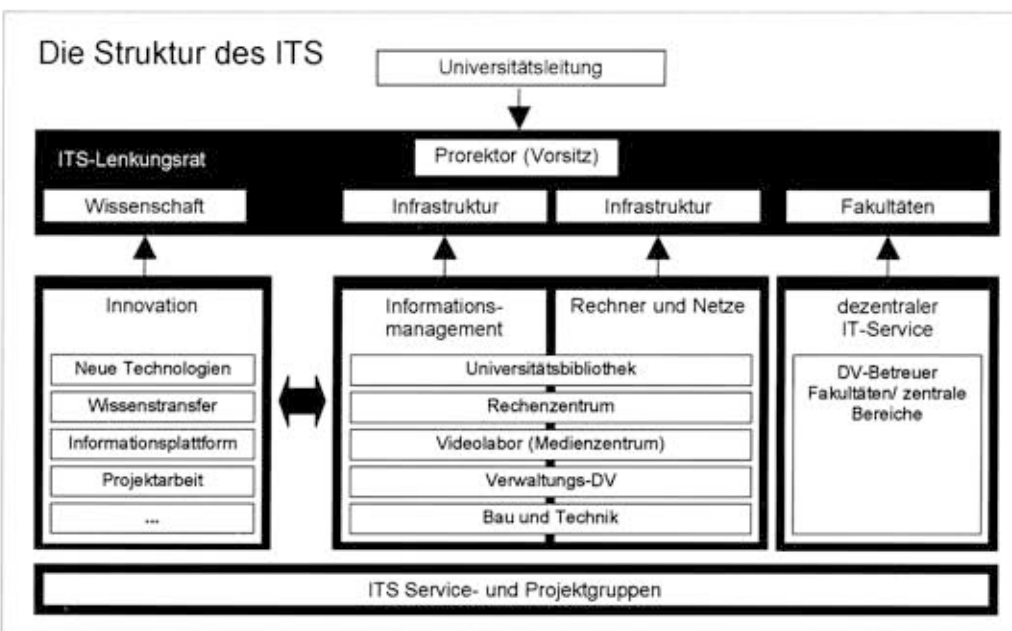 Die Struktur des ITS
Universitätsleitung
ITS-Lenkungsrat
Prorektor (Vorsitz)
Wissenschaft
Infrastruktur
Infrastruktur
Fakultäten
Innovation
Neue Technologien
Wissenstransfer
Informationsplattform
Projektarbeit
...
Informations-
management
Rechner und Netze
Universitätsbibliothek
Rechenzentrum
Videolabor (Medienzentrum)
Verwaltungs-DV
Bau und Technik
dezentraler
IT-Service
DV-Betreuer
Fakultäten/ zentrale
Bereiche
ITS Service- und Projektgruppen